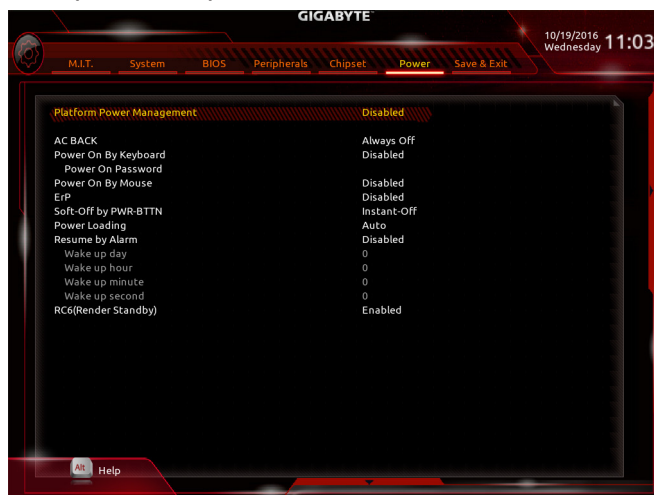 GIGABYTE™
10/19/2016 Wednesday 11:03
M.I.T. System BIOS Peripherals Chipset Power Save & Exit
Platform Power Management Disabled
AC BACK Always Off
Power On By Keyboard Disabled
Power On Password
Power On By Mouse Disabled
ErP Disabled
Soft-Off by PWR-BTTN Instant-Off
Power Loading Auto
Resume by Alarm Disabled
Wake up day 0
Wake up hour 0
Wake up minute 0
Wake up second 0
RC6(Render Standby) Enabled
Alt Help